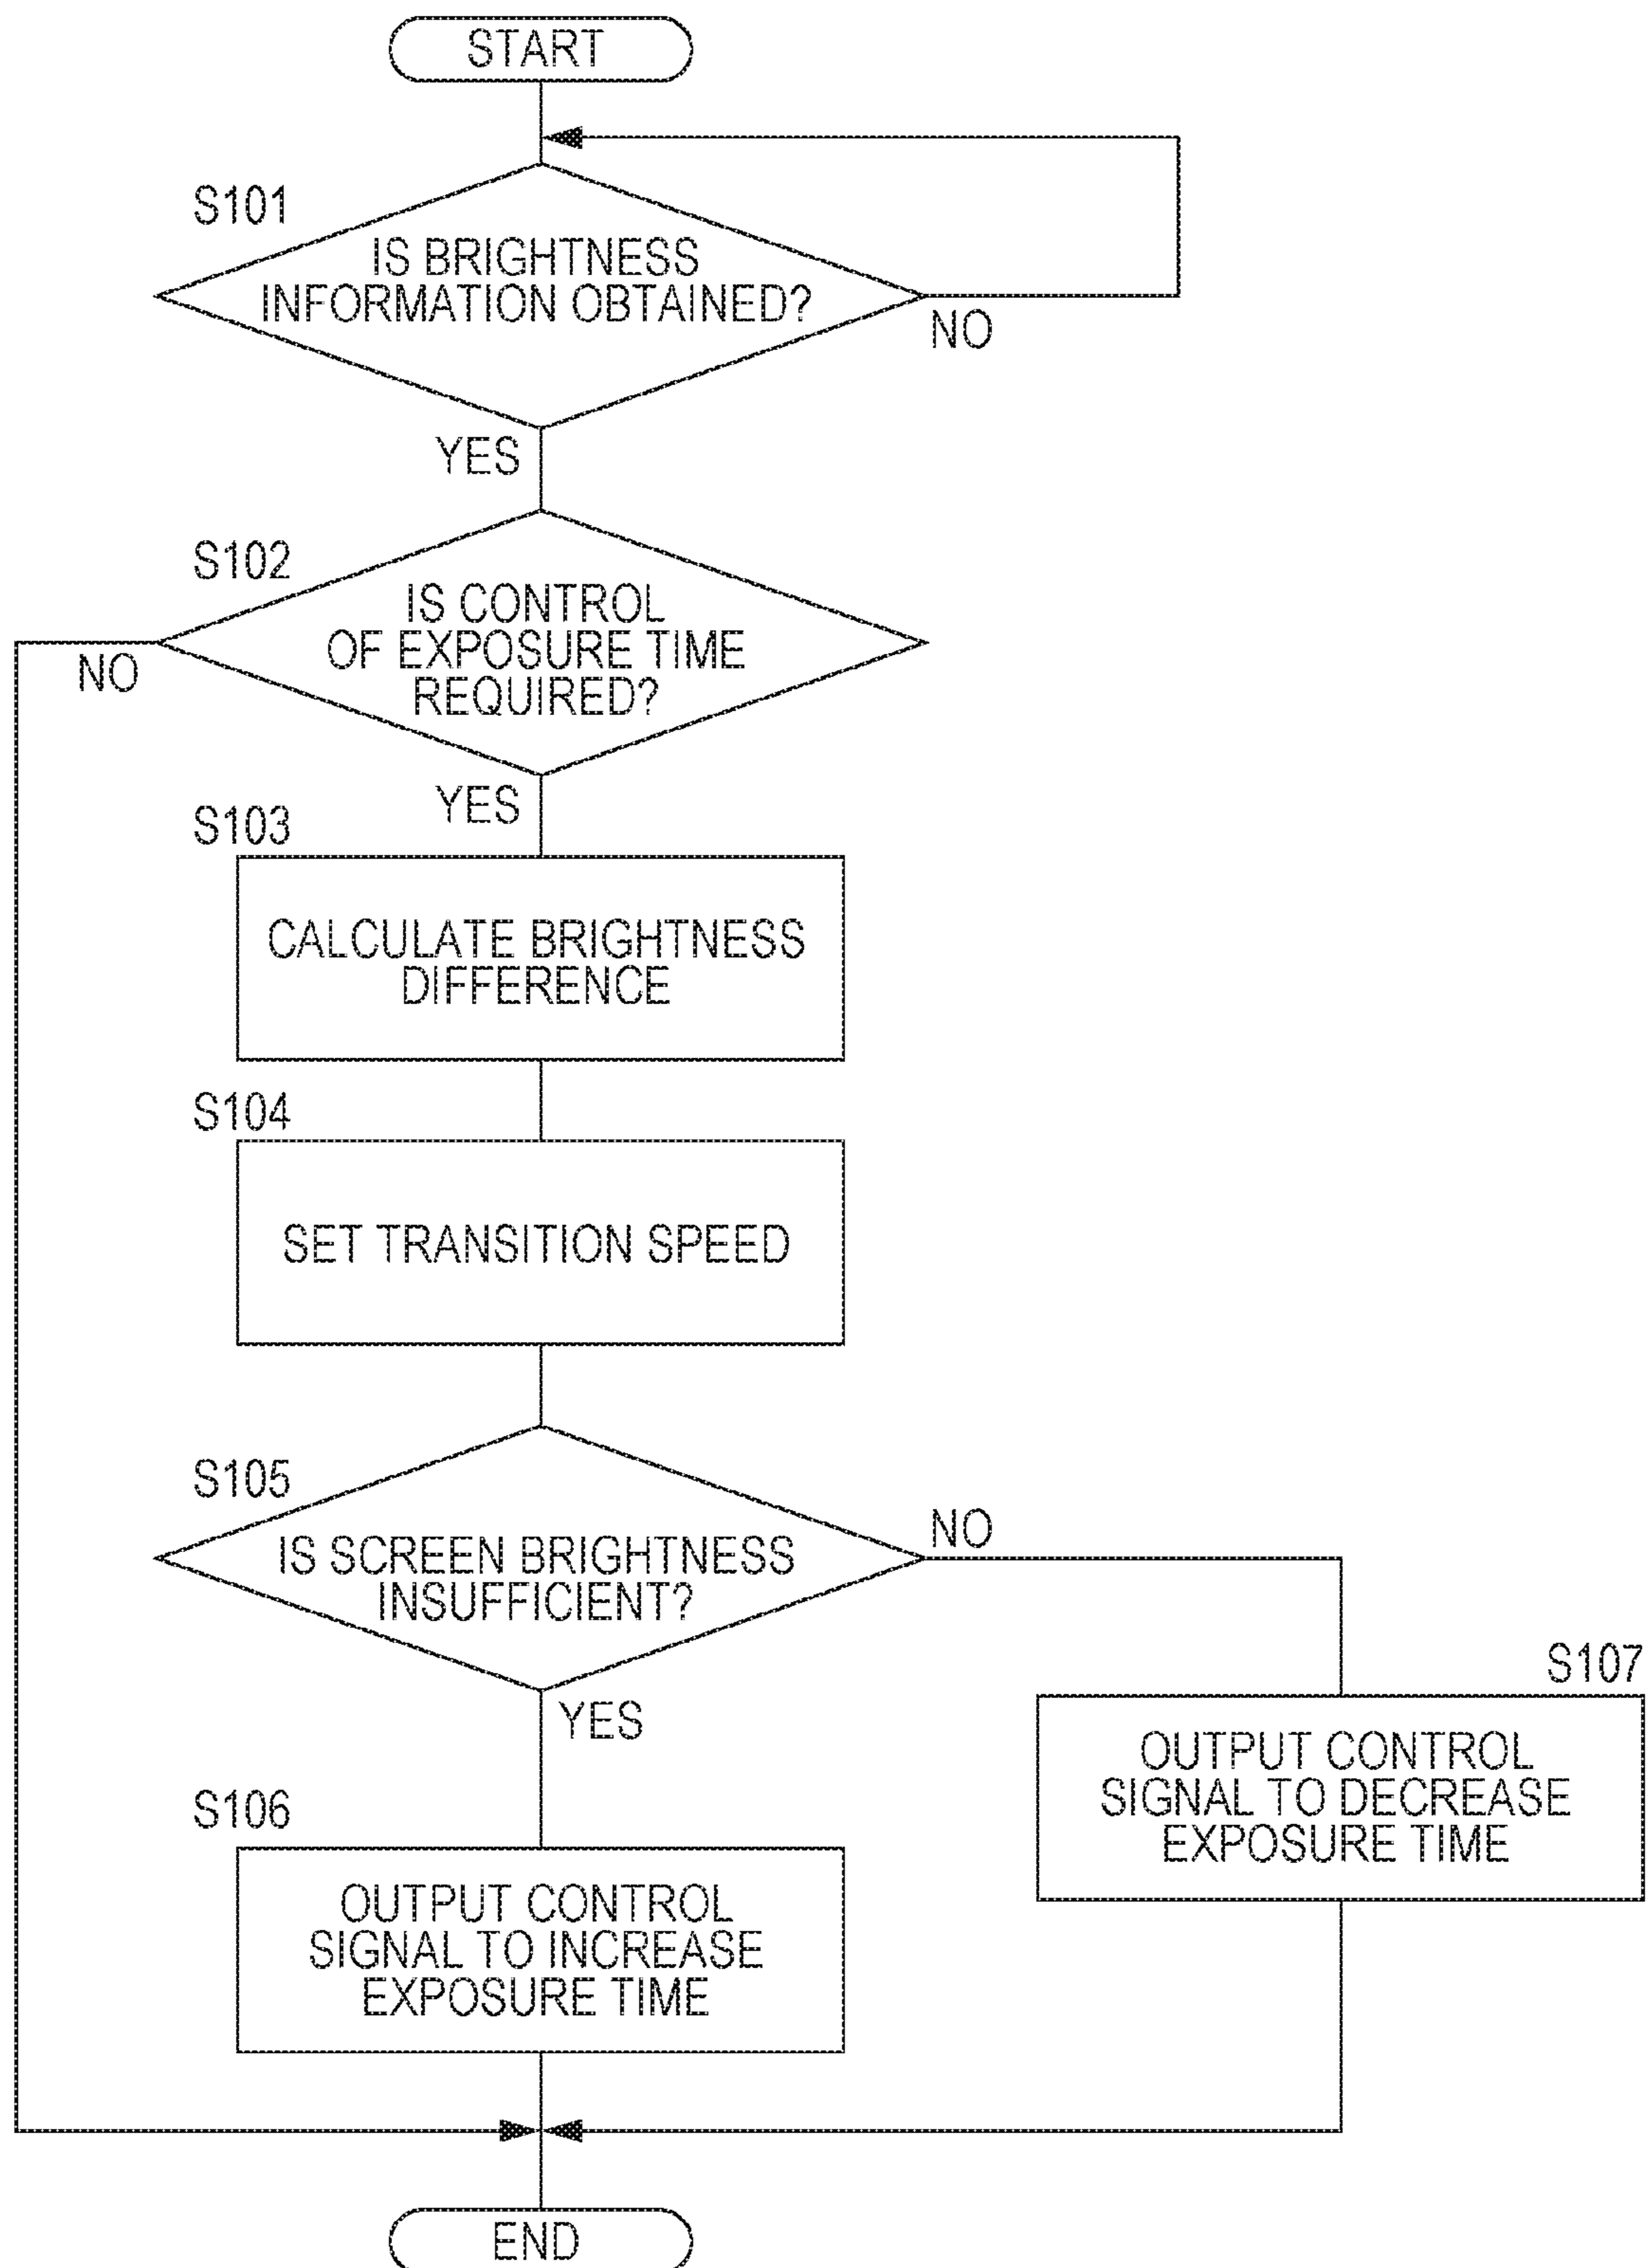 START
S101
IS BRIGHTNESS
INFORMATION OBTAINED?
NO
YES
S102
IS CONTROL
OF EXPOSURE TIME
REQUIRED?
NO
YES
S103
CALCULATE BRIGHTNESS
DIFFERENCE
S104
SET TRANSITION SPEED
S105
IS SCREEN BRIGHTNESS
INSUFFICIENT?
NO
YES
S107
OUTPUT CONTROL
SIGNAL TO DECREASE
EXPOSURE TIME
S106
OUTPUT CONTROL
SIGNAL TO INCREASE
EXPOSURE TIME
END